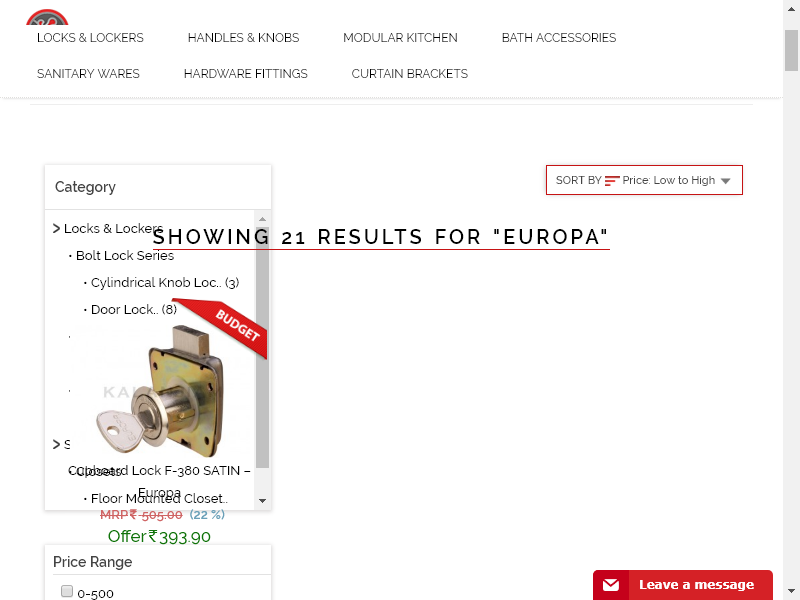 LOCKS & LOCKERS HANDLES & KNOBS MODULAR KITCHEN BATH ACCESSORIES
SANITARY WARES HARDWARE FITTINGS CURTAIN BRACKETS
SORT BY Price: Low to High
Category
Locks & Lockers
SHOWING 21 RESULTS FOR "EUROPA"
· Bolt Lock Series
· Cylindrical Knob Loc.. (3)
· Door Lock.. (8)
BUDGET
S
Cupboard Lock F-380 SATIN –
· Closets
Europa
· Floor Mounted Closet..
MRP₹ 505.00 (22 %)
Offer₹393.90
Price Range
0-500
Leave a message